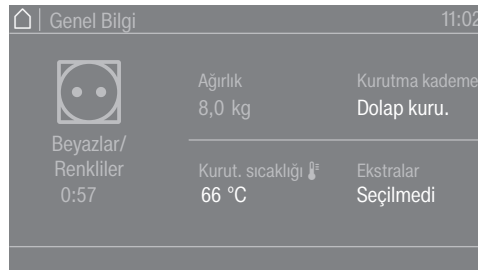 Genel Bilgi 11:02
Ağırlık
8,0 kg
Kurutma kademe
Dolap kuru.
Beyazlar/
Renkliler
0:57
Kurut. sıcaklığı
66 °C
Ekstralar
Seçilmedi